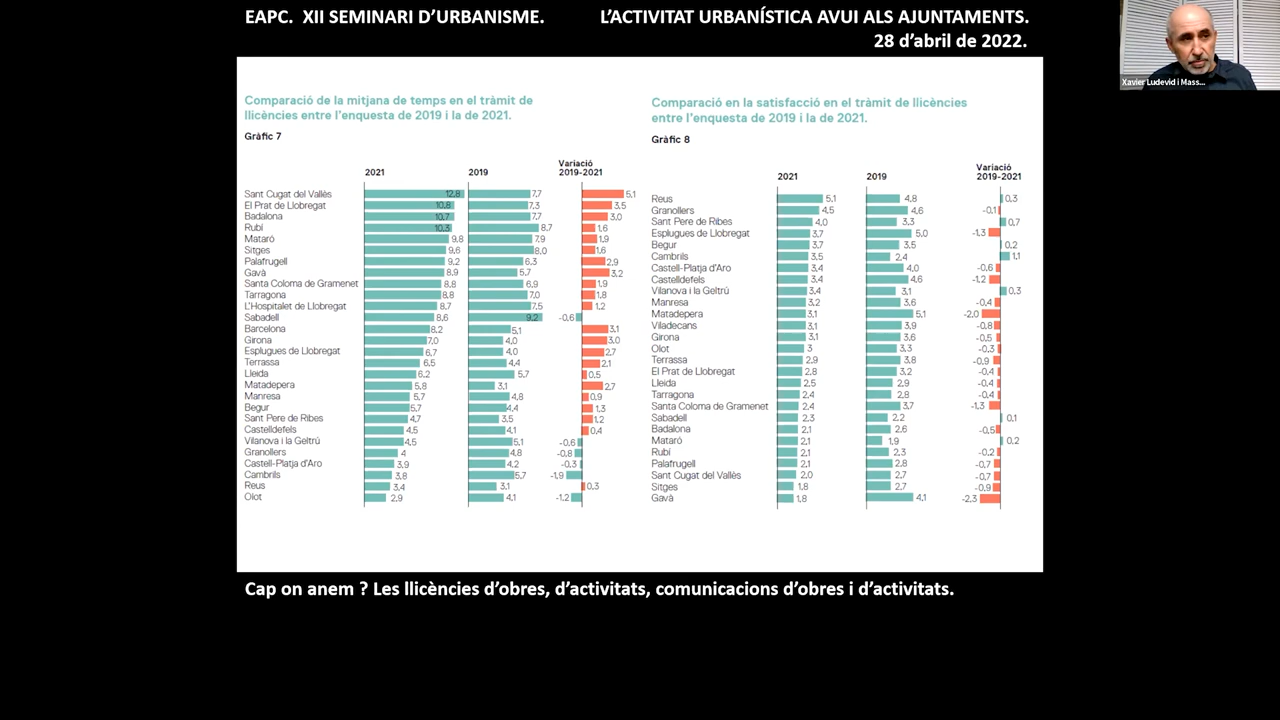 EAPC. XII SEMINARI D'URBANISME. L'ACTIVITAT URBANÍSTICA AVUI ALS AJUNTAMENTS.
28 d'abril de 2022.
Xavier Ludevid i Mass...
Comparació de la mitjana de temps en el tràmit de
llicències entre l'enquesta de 2019 i la de 2021.
Gràfic 7
Variació
2021 2019 2019-2021
Sant Cugat del Vallès 12,8 7,7 5,1
El Prat de Llobregat 10,8 7,3 3,5
Badalona 10,7 7,7 3,0
Rubí 10,3 8,7 1,6
Mataró 9,8 7,9 1,9
Sitges 9,6 8,0 1,6
Palafrugell 9,2 6,3 2,9
Gavà 8,9 5,7 3,2
Santa Coloma de Gramenet 8,8 6,9 1,9
Tarragona 8,8 7,0 1,8
L'Hospitalet de Llobregat 8,7 7,5 1,2
Sabadell 8,6 9,2 -0,6
Barcelona 8,2 5,1 3,1
Girona 7,0 4,0 3,0
Esplugues de Llobregat 6,7 4,0 2,7
Terrassa 6,5 4,4 2,1
Lleida 6,2 5,7 0,5
Matadepera 5,8 3,1 2,7
Manresa 5,7 4,8 0,9
Begur 5,7 4,4 1,3
Sant Pere de Ribes 4,7 3,5 1,2
Castelldefels 4,5 4,1 0,4
Vilanova i la Geltrú 4,5 5,1 -0,6
Granollers 4 4,8 -0,8
Castell-Platja d'Aro 3,9 4,2 -0,3
Cambrils 3,8 5,7 -1,9
Reus 3,4 3,1 0,3
Olot 2,9 4,1 -1,2
Comparació en la satisfacció en el tràmit de llicències
entre l'enquesta de 2019 i la de 2021.
Gràfic 8
Variació
2021 2019 2019-2021
Reus 5,1 4,8 0,3
Granollers 4,5 4,6 -0,1
Sant Pere de Ribes 4,0 3,3 0,7
Esplugues de Llobregat 3,7 5,0 -1,3
Begur 3,7 3,5 0,2
Cambrils 3,5 2,4 1,1
Castell-Platja d'Aro 3,4 4,0 -0,6
Castelldefels 3,4 4,6 -1,2
Vilanova i la Geltrú 3,4 3,1 0,3
Manresa 3,2 3,6 -0,4
Matadepera 3,1 5,1 -2,0
Viladecans 3,1 3,9 -0,8
Girona 3,1 3,6 -0,5
Olot 3 3,3 -0,3
Terrassa 2,9 3,8 -0,9
El Prat de Llobregat 2,8 3,2 -0,4
Lleida 2,5 2,9 -0,4
Tarragona 2,4 2,8 -0,4
Santa Coloma de Gramenet 2,4 3,7 -1,3
Sabadell 2,3 2,2 0,1
Badalona 2,1 2,6 -0,5
Mataró 2,1 1,9 0,2
Rubí 2,1 2,3 -0,2
Palafrugell 2,1 2,8 -0,7
Sant Cugat del Vallès 2,0 2,7 -0,7
Sitges 1,8 2,7 -0,9
Gavà 1,8 4,1 -2,3
Cap on anem ? Les llicències d'obres, d'activitats, comunicacions d'obres i d'activitats.